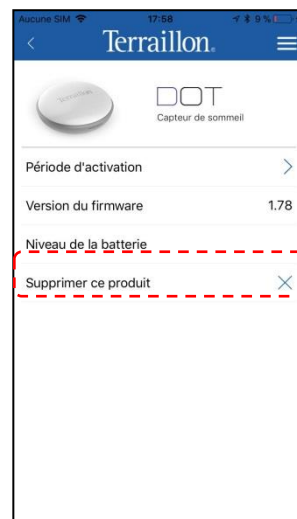 Aucune SIM 17:58 9 %
Terraillon.
Terraillon
DOT
Capteur de sommeil
Période d'activation
Version du firmware 1.78
Niveau de la batterie
Supprimer ce produit